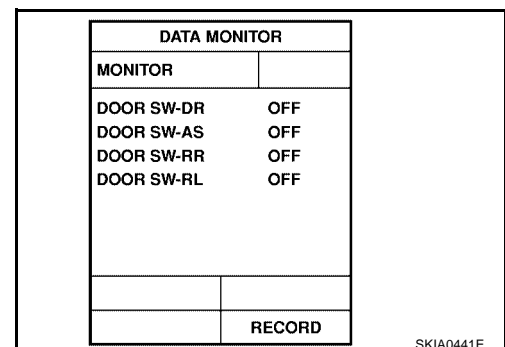 DATA MONITOR
MONITOR
DOOR SW-DR OFF
DOOR SW-AS OFF
DOOR SW-RR OFF
DOOR SW-RL OFF
RECORD
SKIA0441E